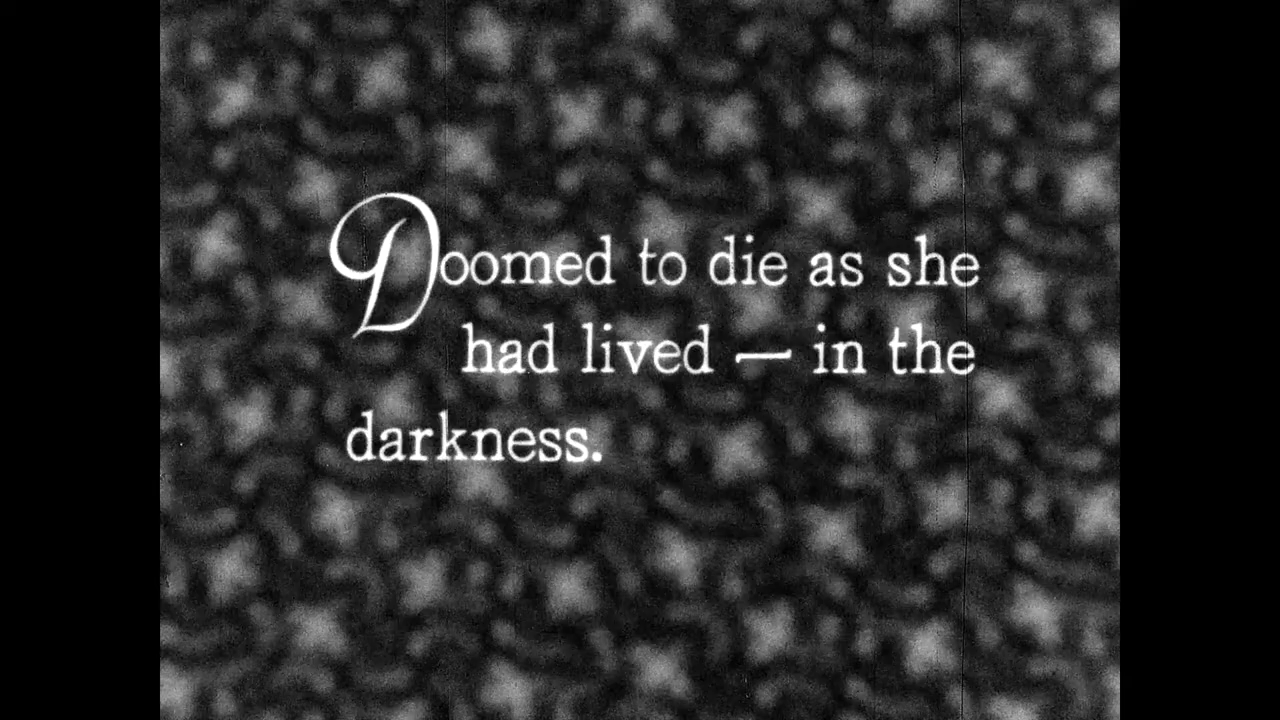 Doomed to die as she
had lived — in the
darkness.